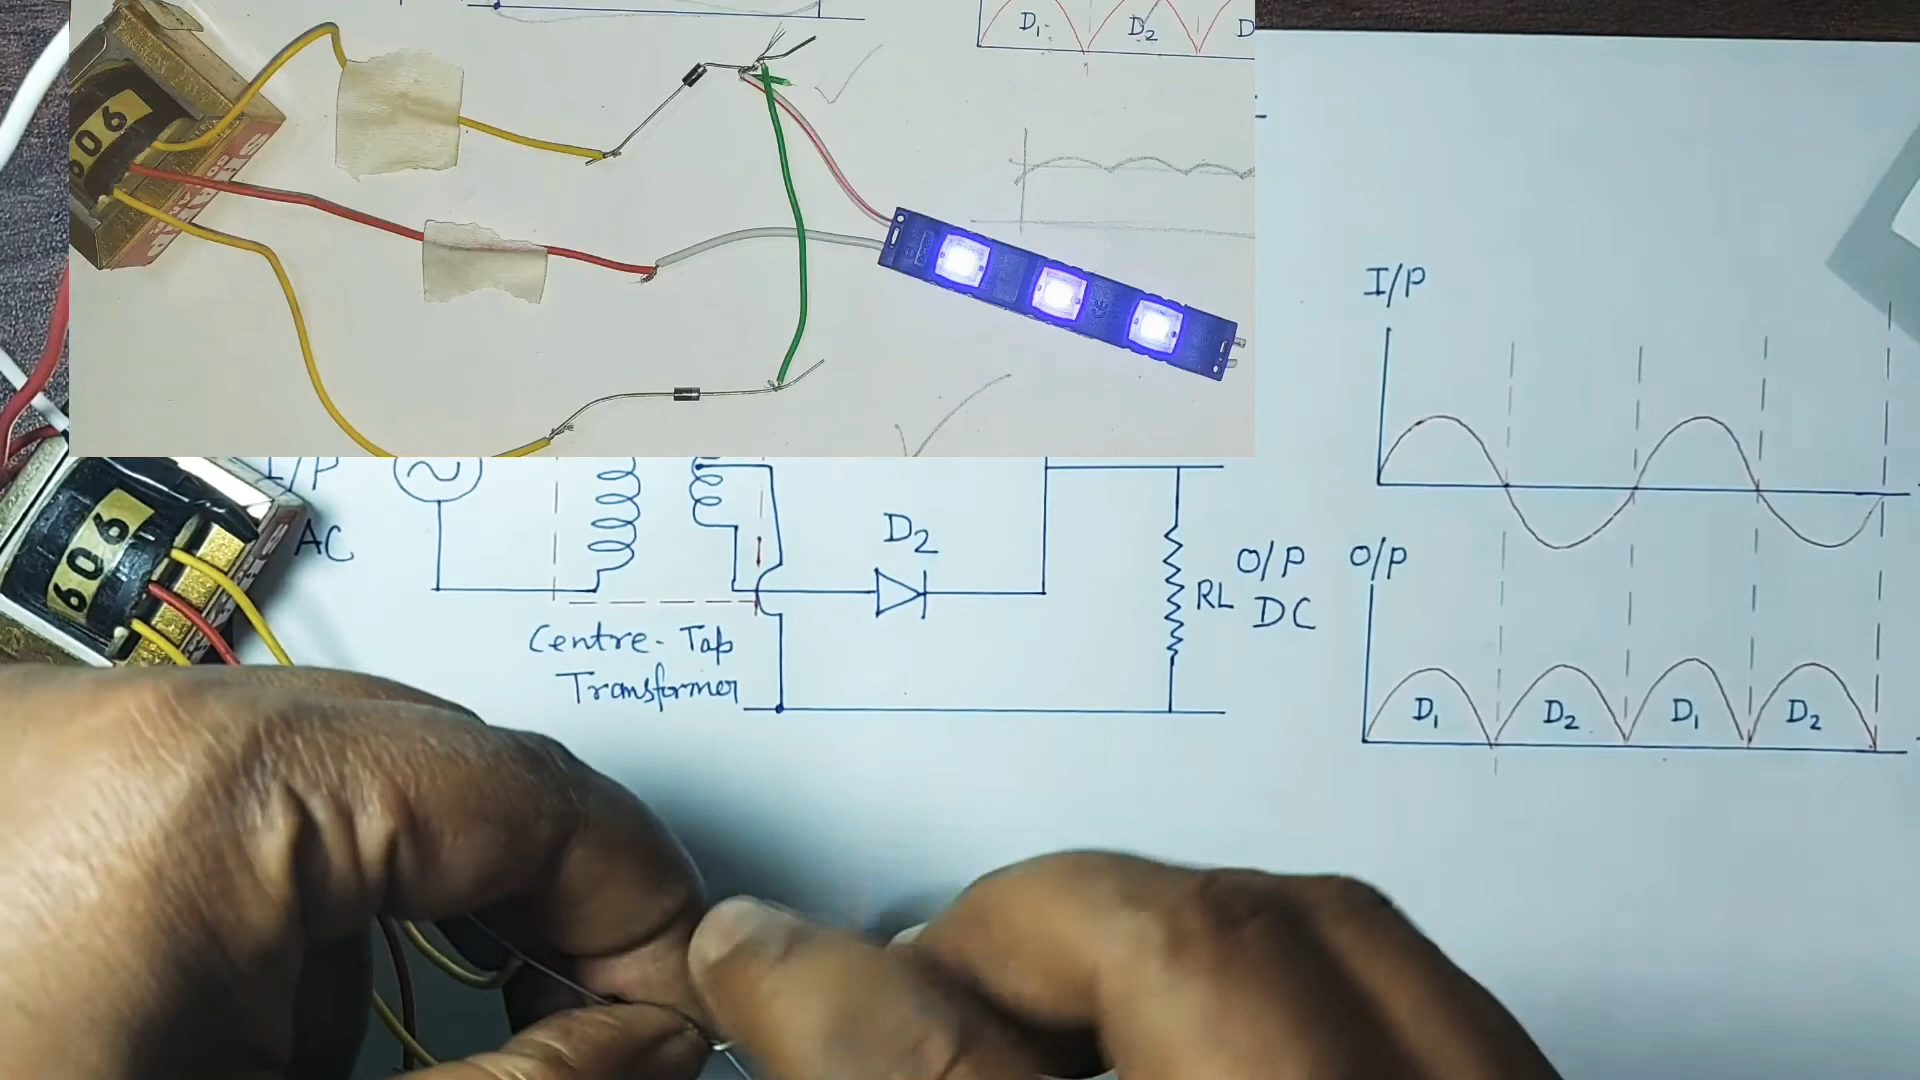 D₁
D₂
D
606
I/P
I/P
AC
D₂
RL
O/P
DC
O/P
Centre-Tap
Transformer
606
D₁
D₂
D₁
D₂